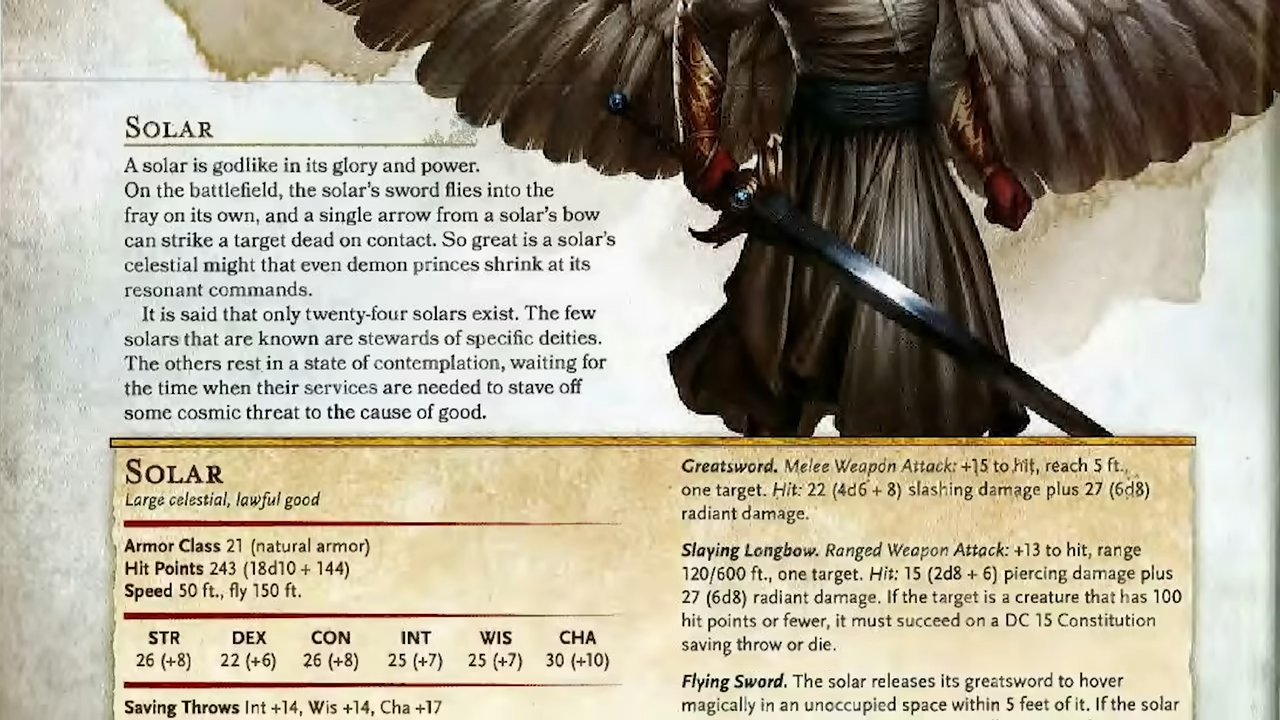 SOLAR
A solar is godlike in its glory and power.
On the battlefield, the solar's sword flies into the
fray on its own, and a single arrow from a solar's bow
can strike a target dead on contact. So great is a solar's
celestial might that even demon princes shrink at its
resonant commands.
It is said that only twenty-four solars exist. The few
solars that are known are stewards of specific deities.
The others rest in a state of contemplation, waiting for
the time when their services are needed to stave off
some cosmic threat to the cause of good.
SOLAR
Large celestial, lawful good
Armor Class 21 (natural armor)
Hit Points 243 (18d10 + 144)
Speed 50 ft., fly 150 ft.
STR DEX CON INT WIS CHA
26 (+8) 22 (+6) 26 (+8) 25 (+7) 25 (+7) 30 (+10)
Saving Throws Int +14, Wis +14, Cha +17
Greatsword. Melee Weapon Attack: +15 to hit, reach 5 ft.,
one target. Hit: 22 (4d6 + 8) slashing damage plus 27 (6d8)
radiant damage.
Slaying Longbow. Ranged Weapon Attack: +13 to hit, range
120/600 ft., one target. Hit: 15 (2d8 + 6) piercing damage plus
27 (6d8) radiant damage. If the target is a creature that has 100
hit points or fewer, it must succeed on a DC 15 Constitution
saving throw or die.
Flying Sword. The solar releases its greatsword to hover
magically in an unoccupied space within 5 feet of it. If the solar